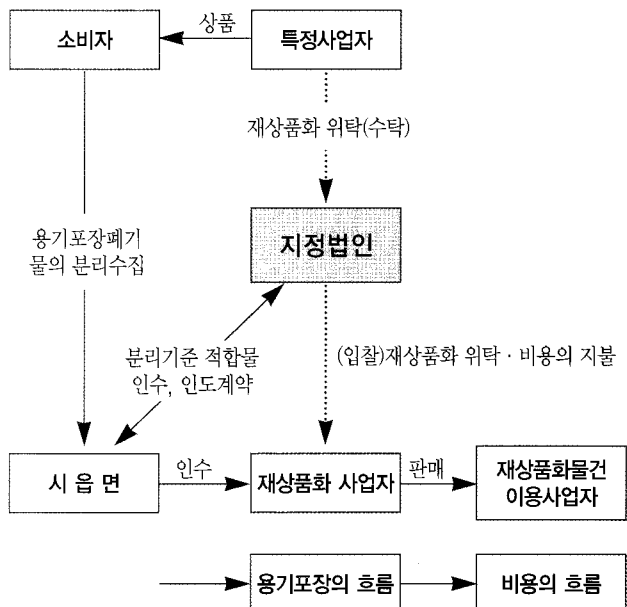 소비자
상품
특정사업자
재상품화 위탁(수탁)
용기포장폐기
물의 분리수집
지정법인
분리기준 적합물
인수, 인도계약
(입찰)재상품화 위탁 · 비용의 지불
시 읍 면
인수
재상품화 사업자
판매
재상품화물건
이용사업자
용기포장의 흐름
비용의 흐름